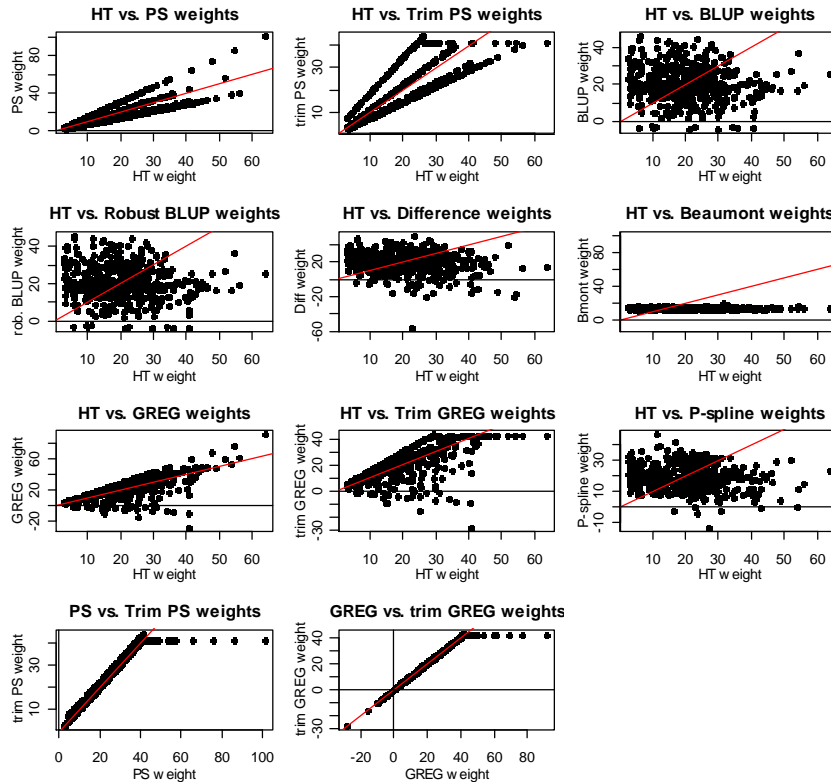 HT vs. PS weights
PS weight
0 40 80
10 20 30 40 50 60
HT weight
HT vs. Trim PS weights
trim PS weight
10 30
10 20 30 40 50 60
HT weight
HT vs. BLUP weights
BLUP weight
0 20 40
10 20 30 40 50 60
HT weight
HT vs. Robust BLUP weights
rob. BLUP weight
0 20 40
10 20 30 40 50 60
HT weight
HT vs. Difference weights
Diff weight
-60 -20 20
10 20 30 40 50 60
HT weight
HT vs. Beaumont weights
Bmont weight
0 40 80
10 20 30 40 50 60
HT weight
HT vs. GREG weights
GREG weight
-20 20 60
10 20 30 40 50 60
HT weight
HT vs. Trim GREG weights
trim GREG weight
-30 0 20 40
10 20 30 40 50 60
HT weight
HT vs. P-spline weights
P-spline weight
-10 10 30
10 20 30 40 50 60
HT weight
PS vs. Trim PS weights
trim PS weight
10 30
0 20 40 60 80 100
PS weight
GREG vs. trim GREG weights
trim GREG weight
-30 0 20 40
-20 0 20 40 60 80
GREG weight